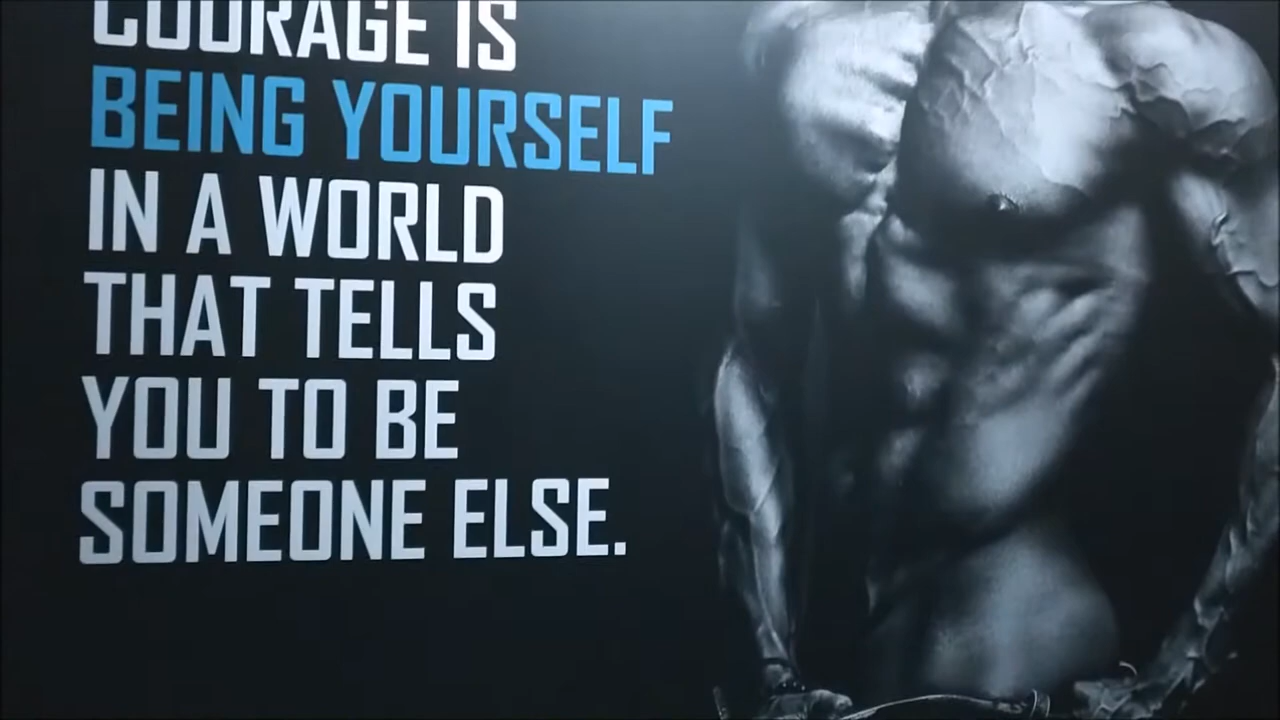 COURAGE IS
BEING YOURSELF
IN A WORLD
THAT TELLS
YOU TO BE
SOMEONE ELSE.